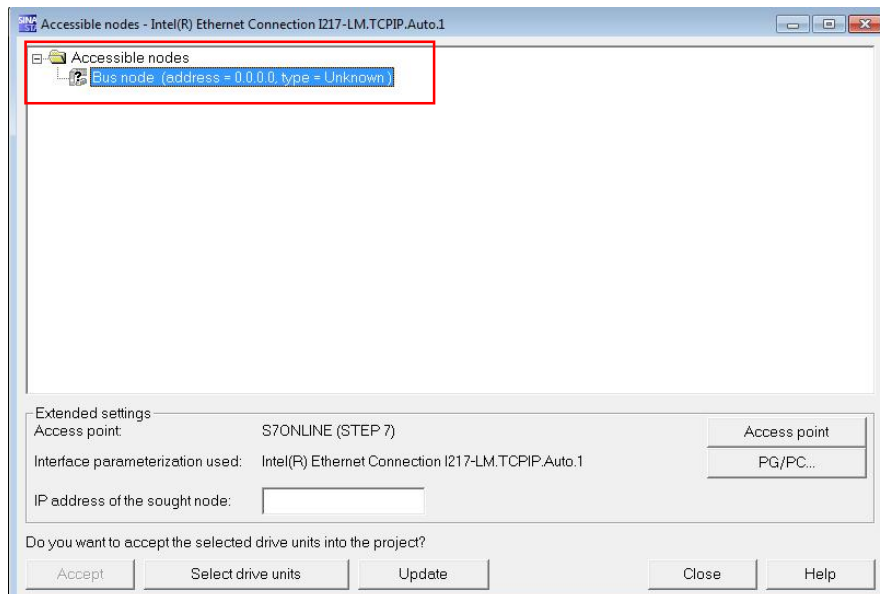 SINA
STA
Accessible nodes - Intel(R) Ethernet Connection I217-LM.TCPIP.Auto.1
Accessible nodes
Bus node (address = 0.0.0.0, type = Unknown )
Extended settings
Access point: S7ONLINE (STEP 7) Access point
Interface parameterization used: Intel(R) Ethernet Connection I217-LM.TCPIP.Auto.1 PG/PC...
IP address of the sought node:
Do you want to accept the selected drive units into the project?
Accept Select drive units Update Close Help